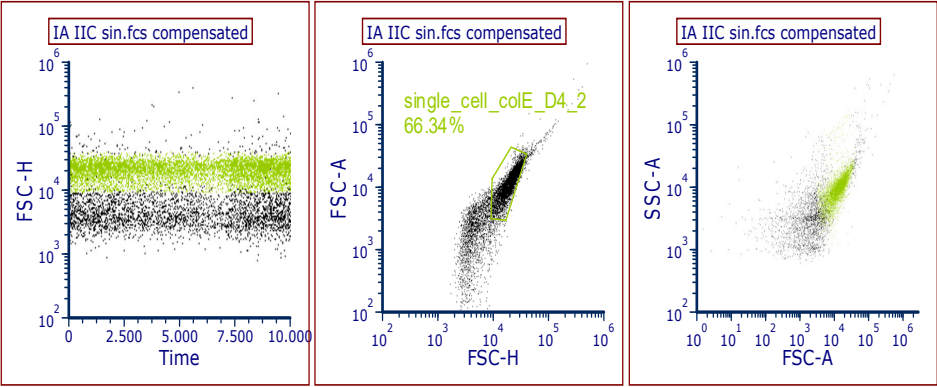 IA IIC sin.fcs compensated
10^6
10^5
10^4
10^3
10^2
FSC-H
0 2.500 5.000 7.500 10.000
Time
IA IIC sin.fcs compensated
single_cell_colE_D4_2
66.34%
10^6
10^5
10^4
10^3
10^2
FSC-A
10^2 10^3 10^4 10^5 10^6
FSC-H
IA IIC sin.fcs compensated
10^6
10^5
10^4
10^3
10^2
SSC-A
10^0 10^1 10^2 10^3 10^4 10^5 10^6
FSC-A